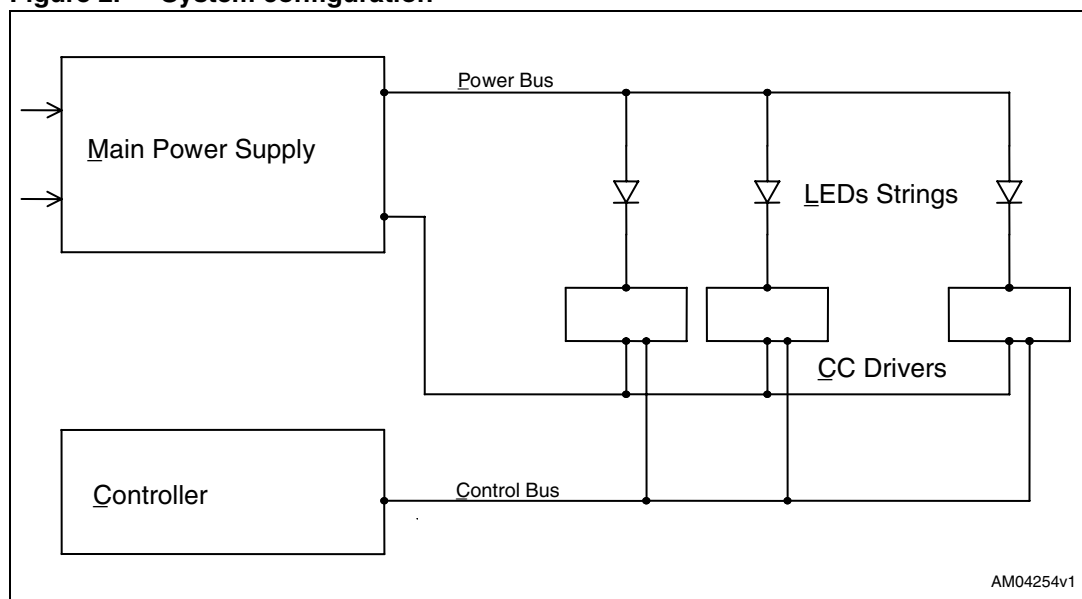 Figure 2. System configuration
Power Bus
Main Power Supply
LEDs Strings
CC Drivers
Controller
Control Bus
AM04254v1